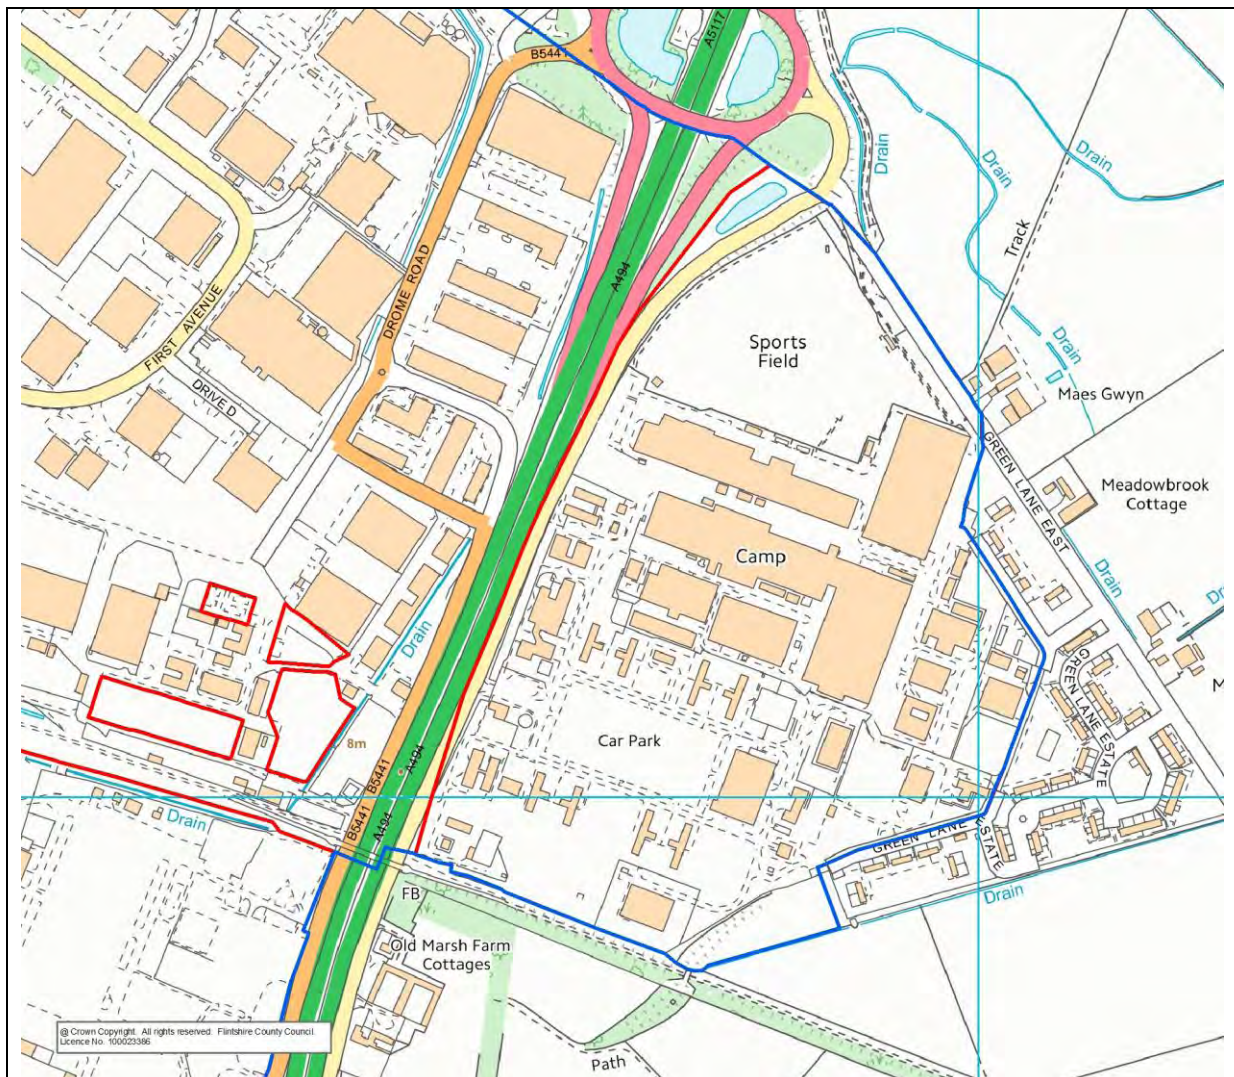 A5117
B5441
Drain
Drain
Drain
Track
DROME ROAD
A494
FIRST AVENUE
Sports
Field
Drain
Maes Gwyn
DRIVE D
GREEN LANE EAST
Meadowbrook
Cottage
Camp
Drain
Drain
GREEN LANE ESTATE
8m
Car Park
A494
B5441
B5441
A494
Drain
GREEN LANE ESTATE
Drain
FB
Old Marsh Farm
Cottages
@ Crown Copyright. All rights reserved. Flintshire County Council.
Licence No. 100023386
Path